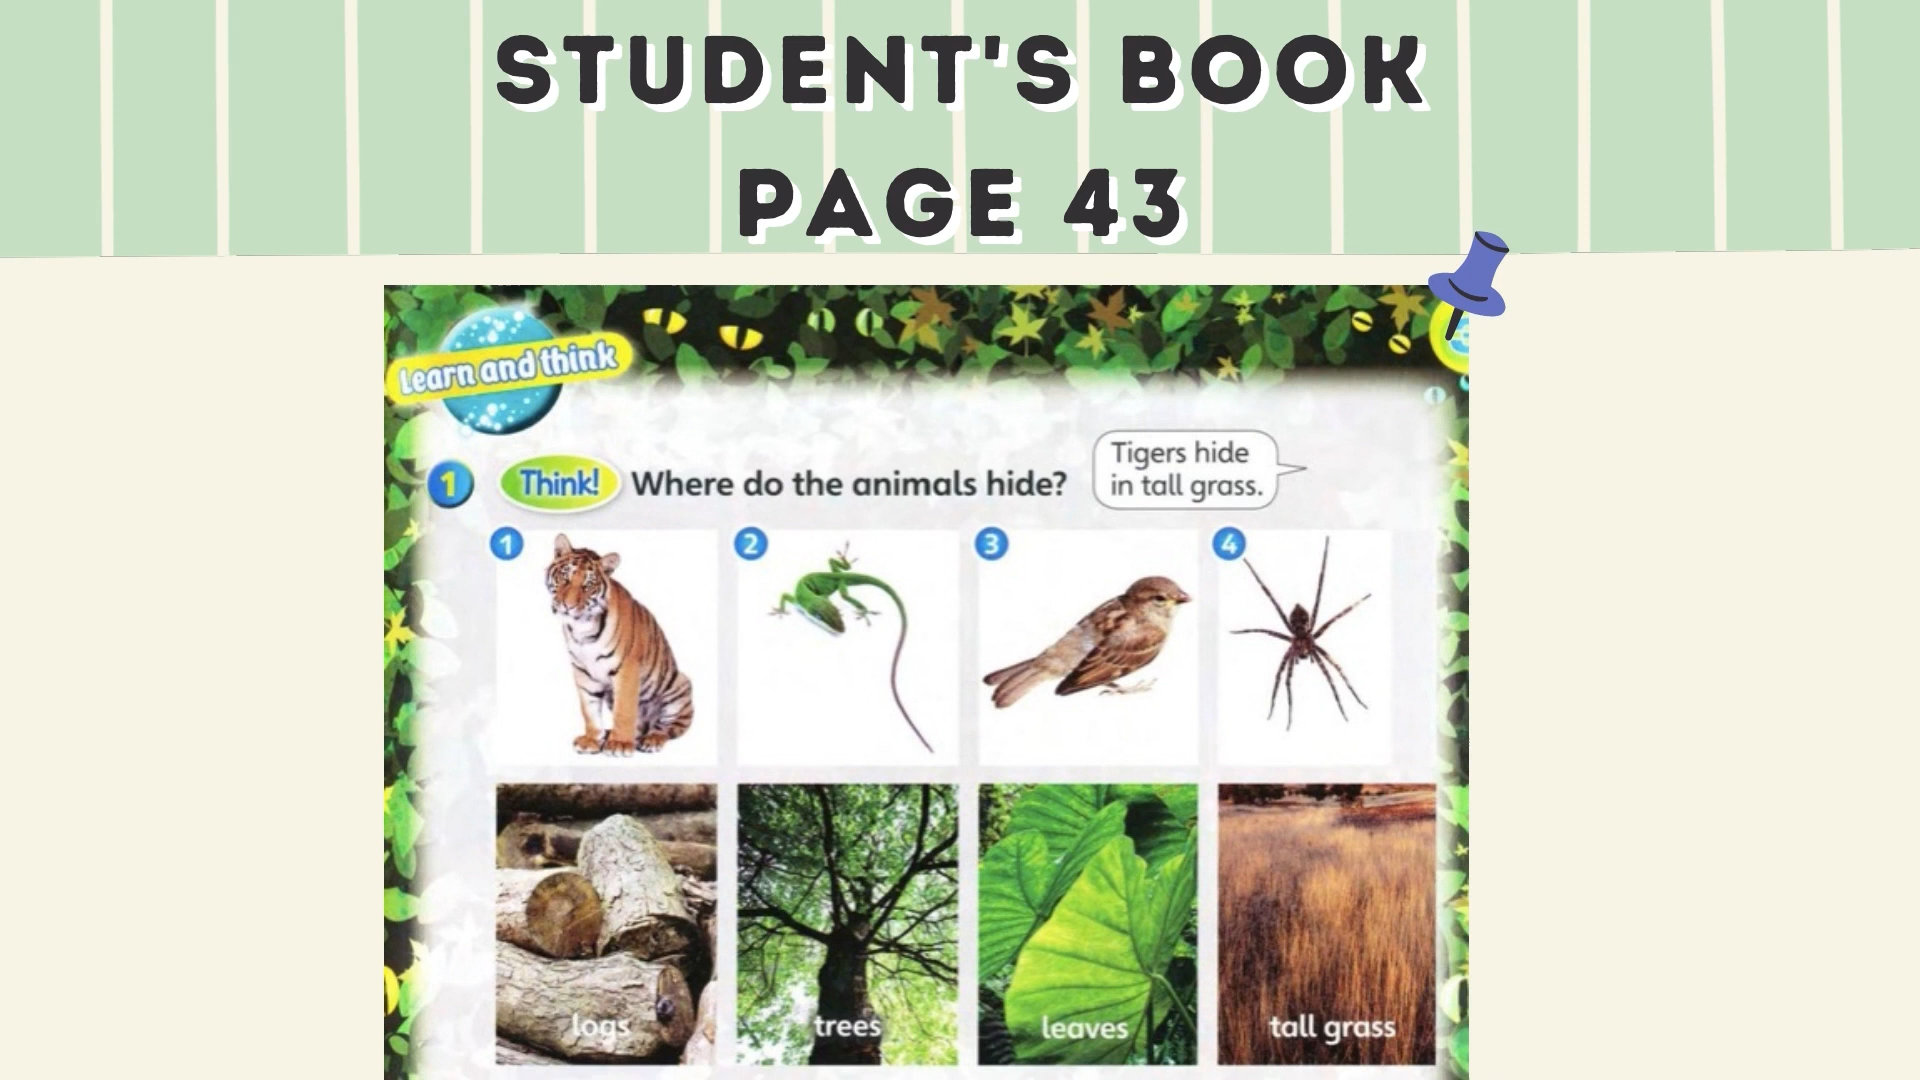 STUDENT'S BOOK
PAGE 43
Learn and think
1 Think! Where do the animals hide?
Tigers hide
in tall grass.
1 2 3 4
logs trees leaves tall grass